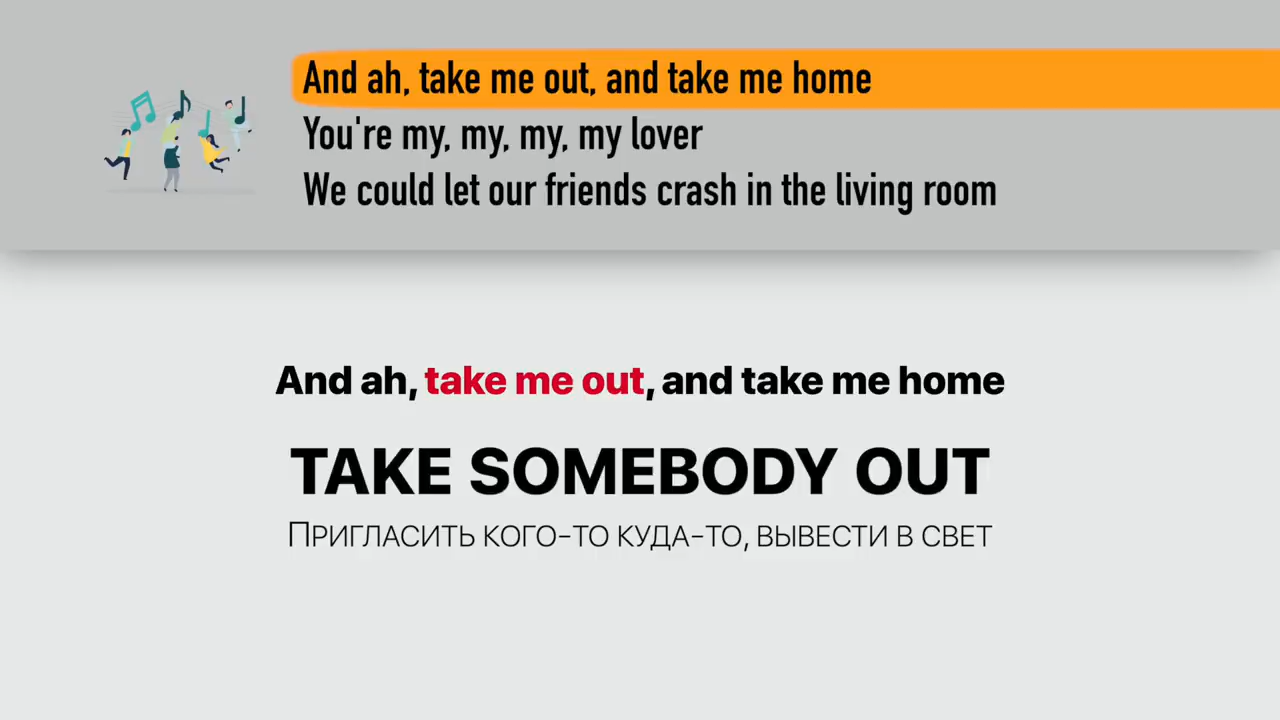 And ah, take me out, and take me home
You're my, my, my, my lover
We could let our friends crash in the living room
And ah, take me out, and take me home
TAKE SOMEBODY OUT
Пригласить кого-то куда-то, вывести в свет